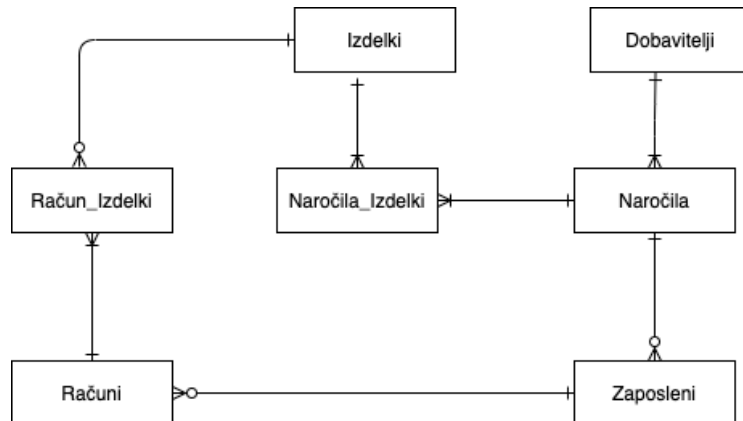 Izdelki
Dobavitelji
Račun_Izdelki
Naročila_Izdelki
Naročila
Računi
Zaposleni